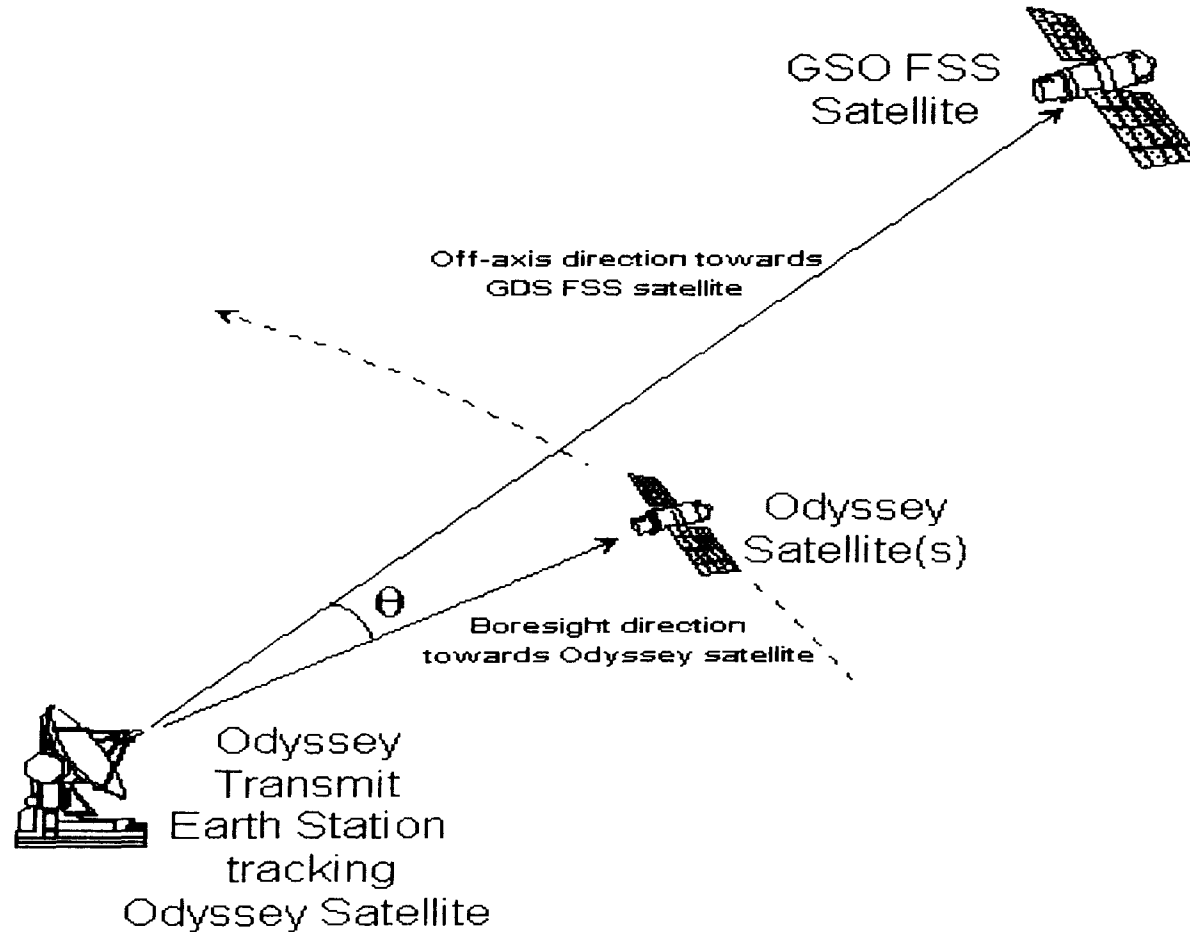 GSO FSS
Satellite
Off-axis direction towards
GDS FSS satellite
Odyssey
Satellite(s)
Θ
Boresight direction
towards Odyssey satellite
Odyssey
Transmit
Earth Station
tracking
Odyssey Satellite